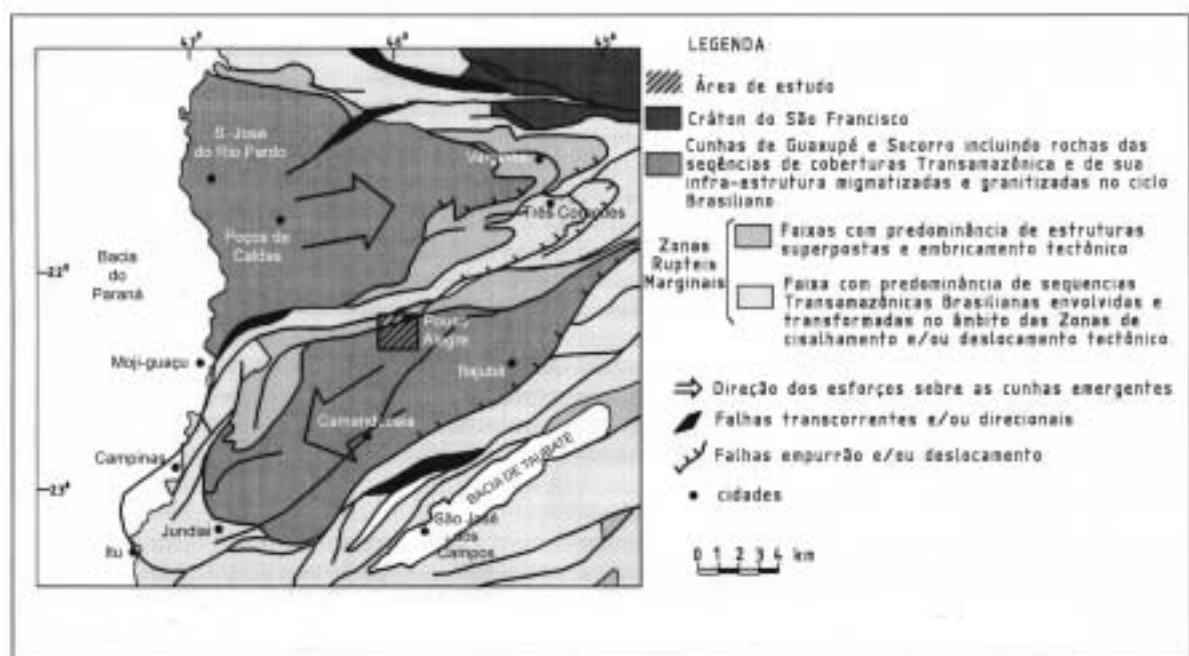 47° 46° 45°
S. José
do Rio Pardo
Varginha
Três Corações
Poços de
Caldas
22°
Bacia
do
Paraná
Pouso
Alegre
Moji-guaçu
Itajubá
Camanducaia
Campinas
23°
BACIA DE TAUBATE
Jundiaí
São José
dos
Campos
Itu
LEGENDA
Área de estudo
Cráton do São Francisco
Cunhas de Guaxupé e Socorro incluindo rochas das
seqências de coberturas Transamazônica e de sua
infra-estrutura migmatizadas e granitizadas no ciclo
Brasiliano
Zonas
Rupteis
Marginais
Faixas com predominância de estruturas
superpostas e embricamento tectônico
Faixa com predominância de sequencias
Transamazônicas Brasilianas envolvidas e
transformadas no âmbito das Zonas de
cisalhamento e/ou deslocamento tectônico.
Direção dos esforços sobre as cunhas emergentes
Falhas transcorrentes e/ou direcionais
Falhas empurrão e/ou deslocamento
cidades
0 1 2 3 4 km